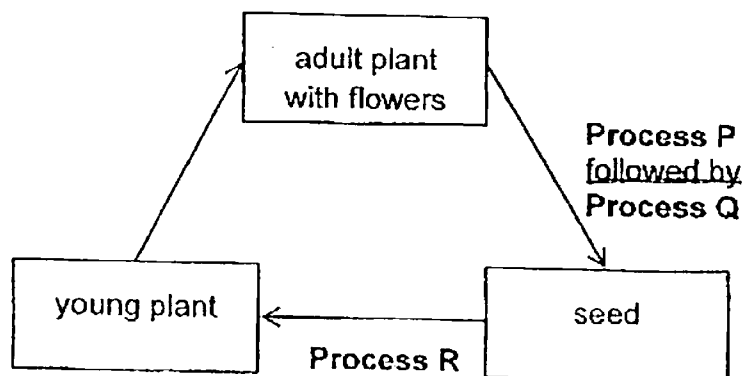 adult plant
with flowers
Process P
followed by
Process Q
young plant
seed
Process R